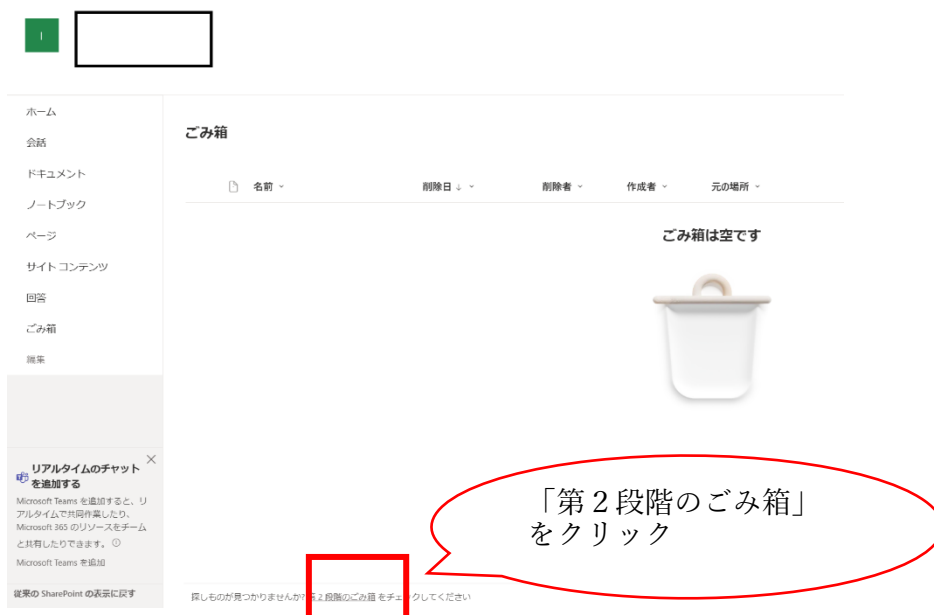 I
ホーム
会話
ドキュメント
ノートブック
ページ
サイト コンテンツ
回答
ごみ箱
編集
リアルタイムのチャット
を追加する
Microsoft Teams を追加すると、リ
アルタイムで共同作業したり、
Microsoft 365 のリソースをチーム
と共有したりできます。
Microsoft Teams を追加
従来の SharePoint の表示に戻す
ごみ箱
名前 削除日 ↓ 削除者 作成者 元の場所
ごみ箱は空です
「第２段階のごみ箱」
をクリック
探しものが見つかりませんか? 第 2 段階のごみ箱 をチェックしてください